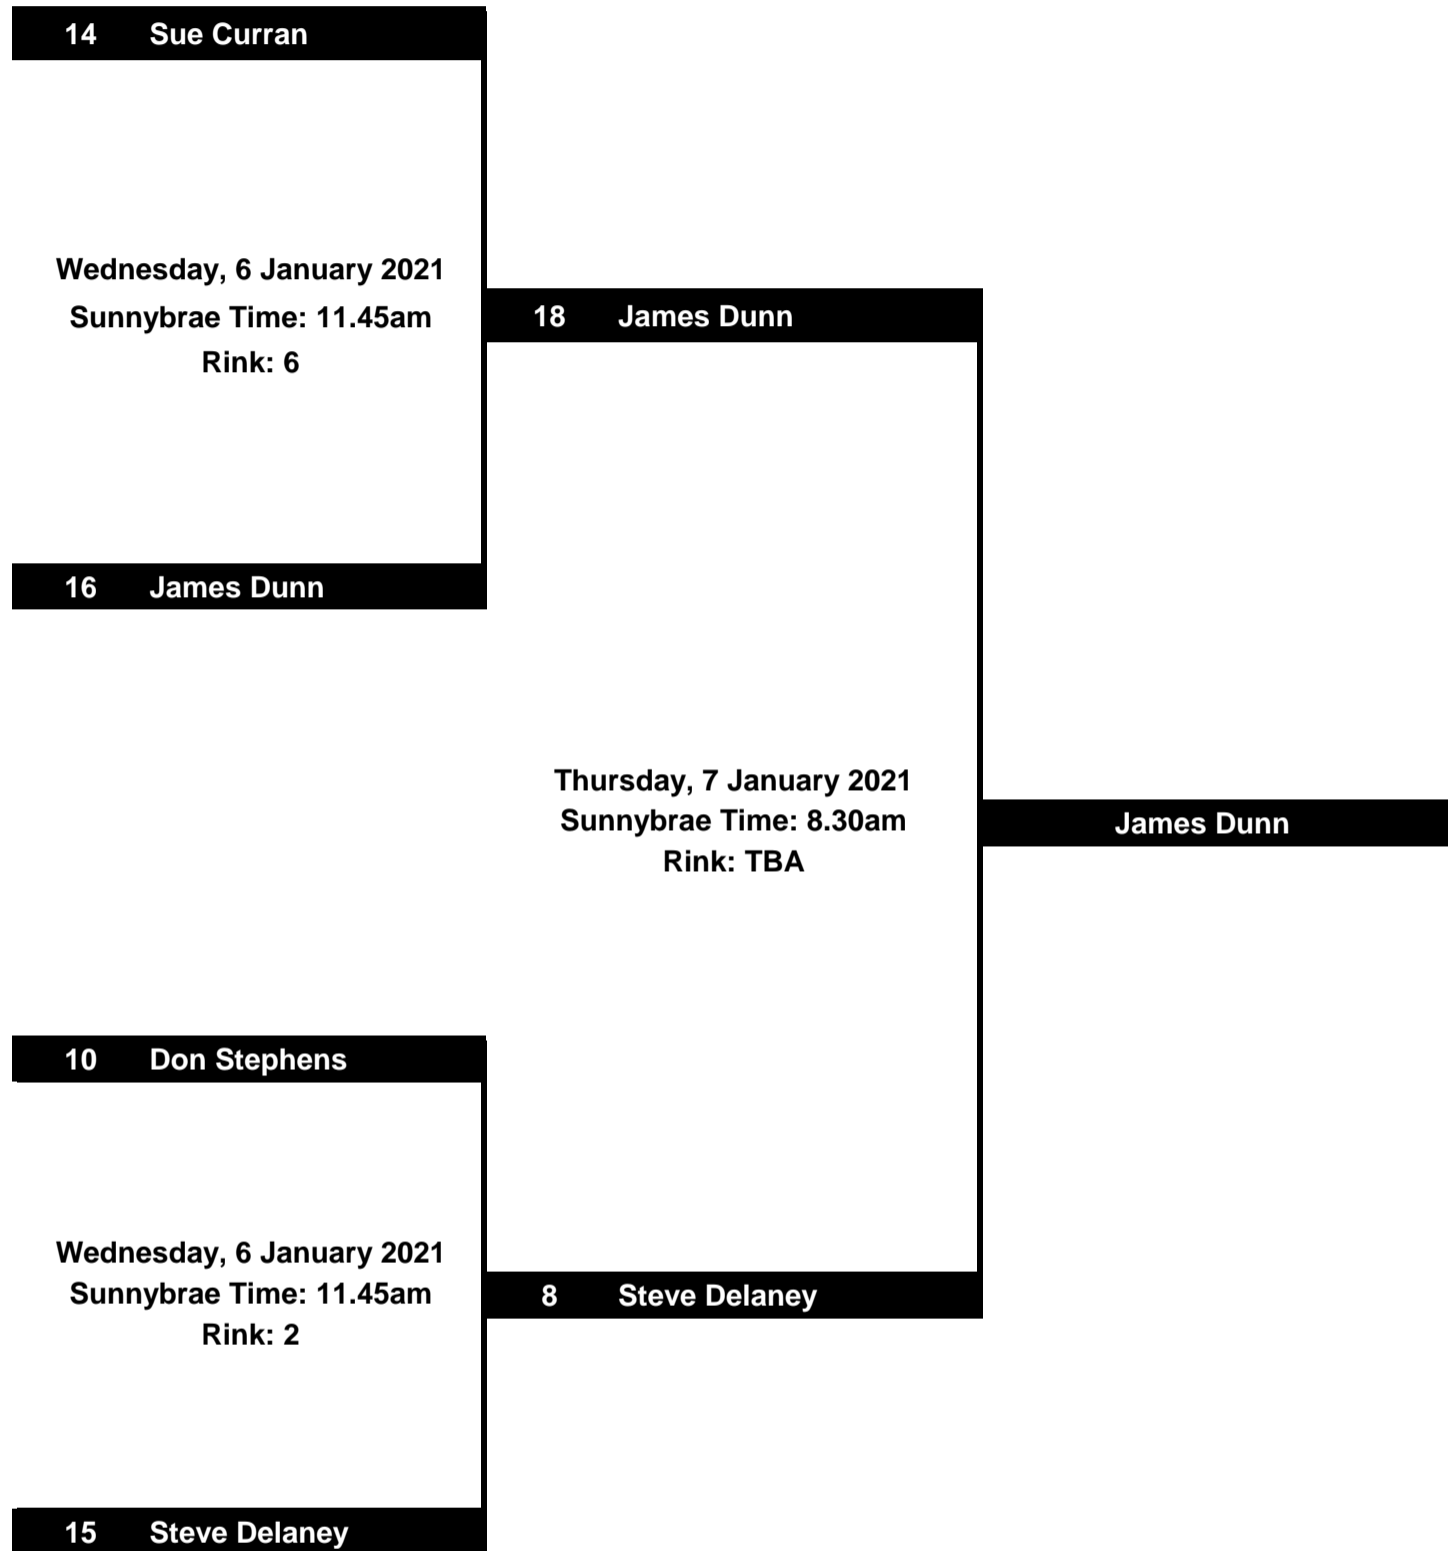 14 Sue Curran
Wednesday, 6 January 2021
Sunnybrae Time: 11.45am
Rink: 6
16 James Dunn
18 James Dunn
Thursday, 7 January 2021
Sunnybrae Time: 8.30am
Rink: TBA
James Dunn
10 Don Stephens
Wednesday, 6 January 2021
Sunnybrae Time: 11.45am
Rink: 2
8 Steve Delaney
15 Steve Delaney